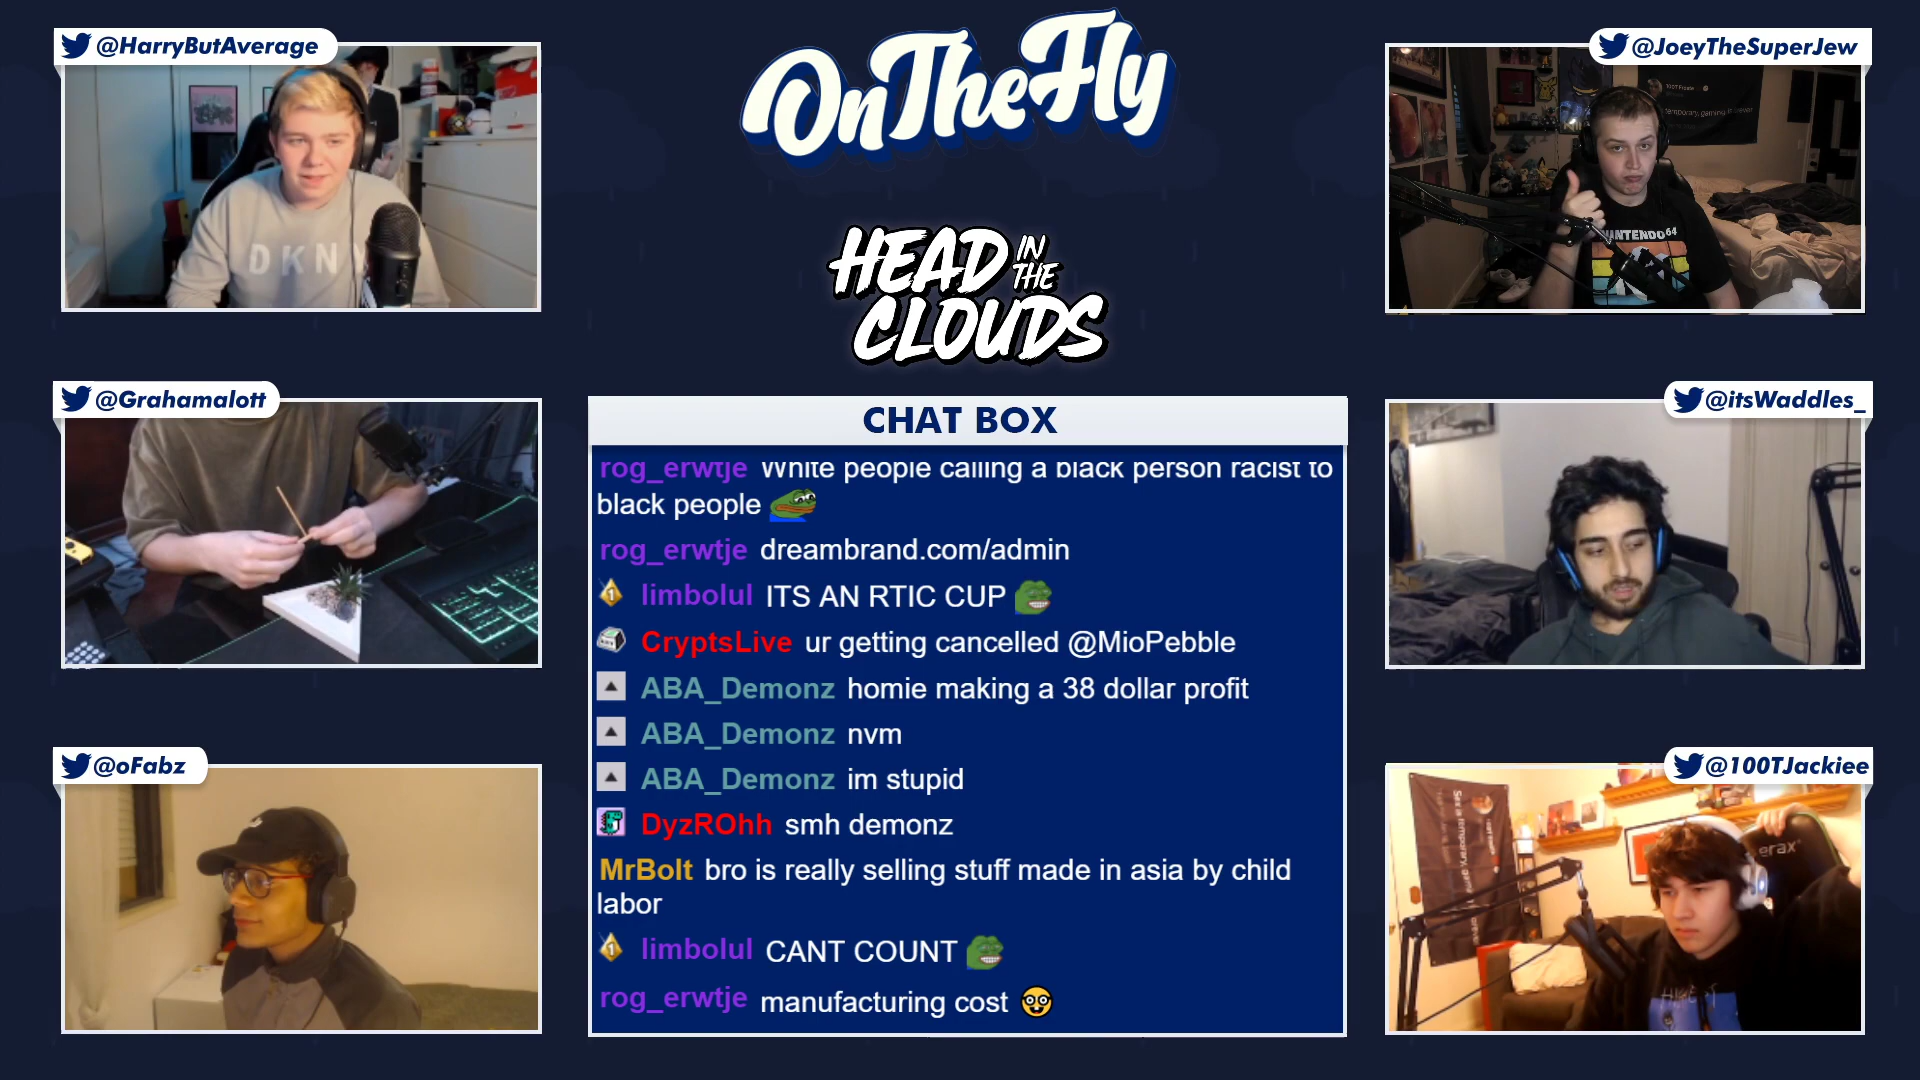 @HarryButAverage
OnTheFly
@JoeyTheSuperJew
DKNY
HEAD IN THE CLOUDS
NINTENDO64
@Grahamalott
@itsWaddles_
CHAT BOX
rog_erwtje White people calling a black person racist to
black people
rog_erwtje dreambrand.com/admin
limbolul ITS AN RTIC CUP
CryptsLive ur getting cancelled @MioPebble
ABA_Demonz homie making a 38 dollar profit
ABA_Demonz nvm
ABA_Demonz im stupid
DyzROhh smh demonz
MrBolt bro is really selling stuff made in asia by child
labor
limbolul CANT COUNT
rog_erwtje manufacturing cost
@oFabz
@100TJackiee
erax